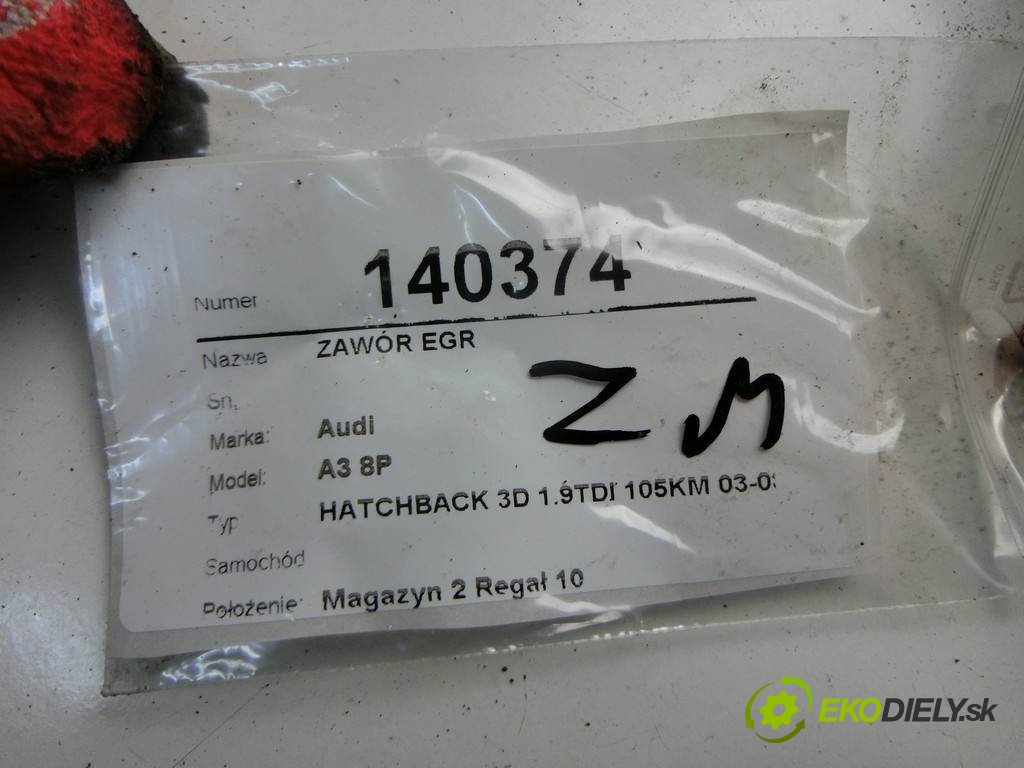 Numer 140374
Nazwa ZAWÓR EGR
Sn.
ZM
Marka: Audi
Model: A3 8P
Typ HATCHBACK 3D 1.9TDI 105KM 03-0
Samochód
Położenie: Magazyn 2 Regał 10
EKODIELY.sk